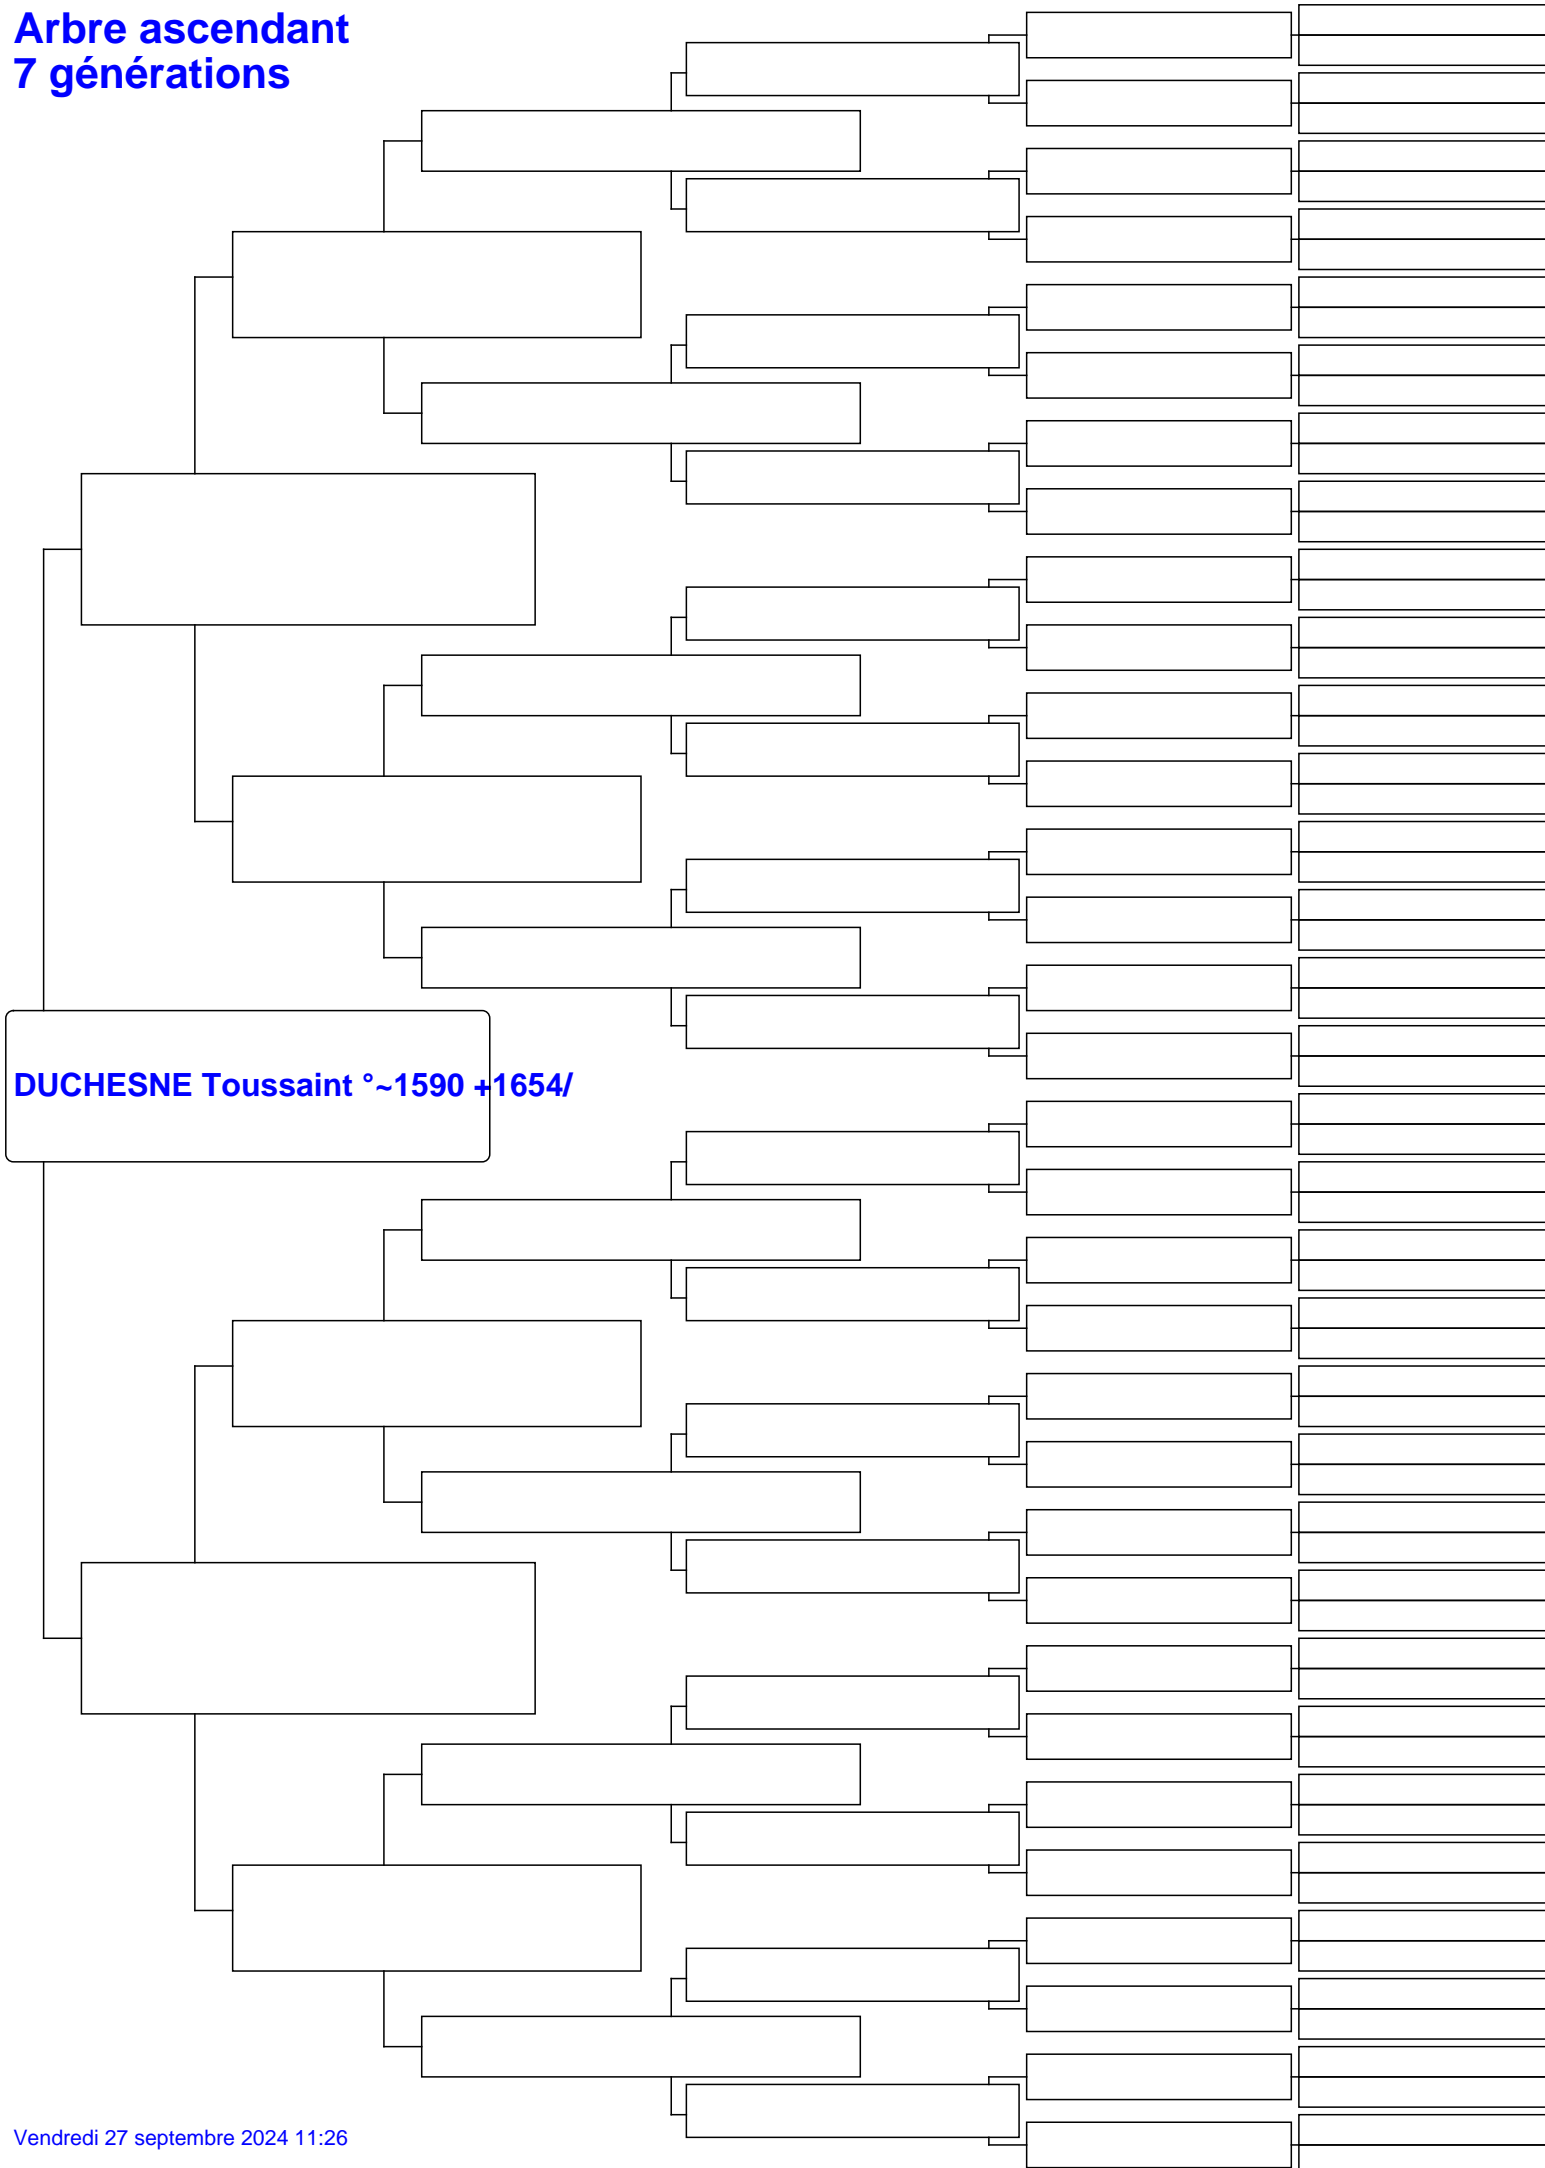 Arbre ascendant
7 générations
DUCHESNE Toussaint °~1590 +1654/
Vendredi 27 septembre 2024 11:26